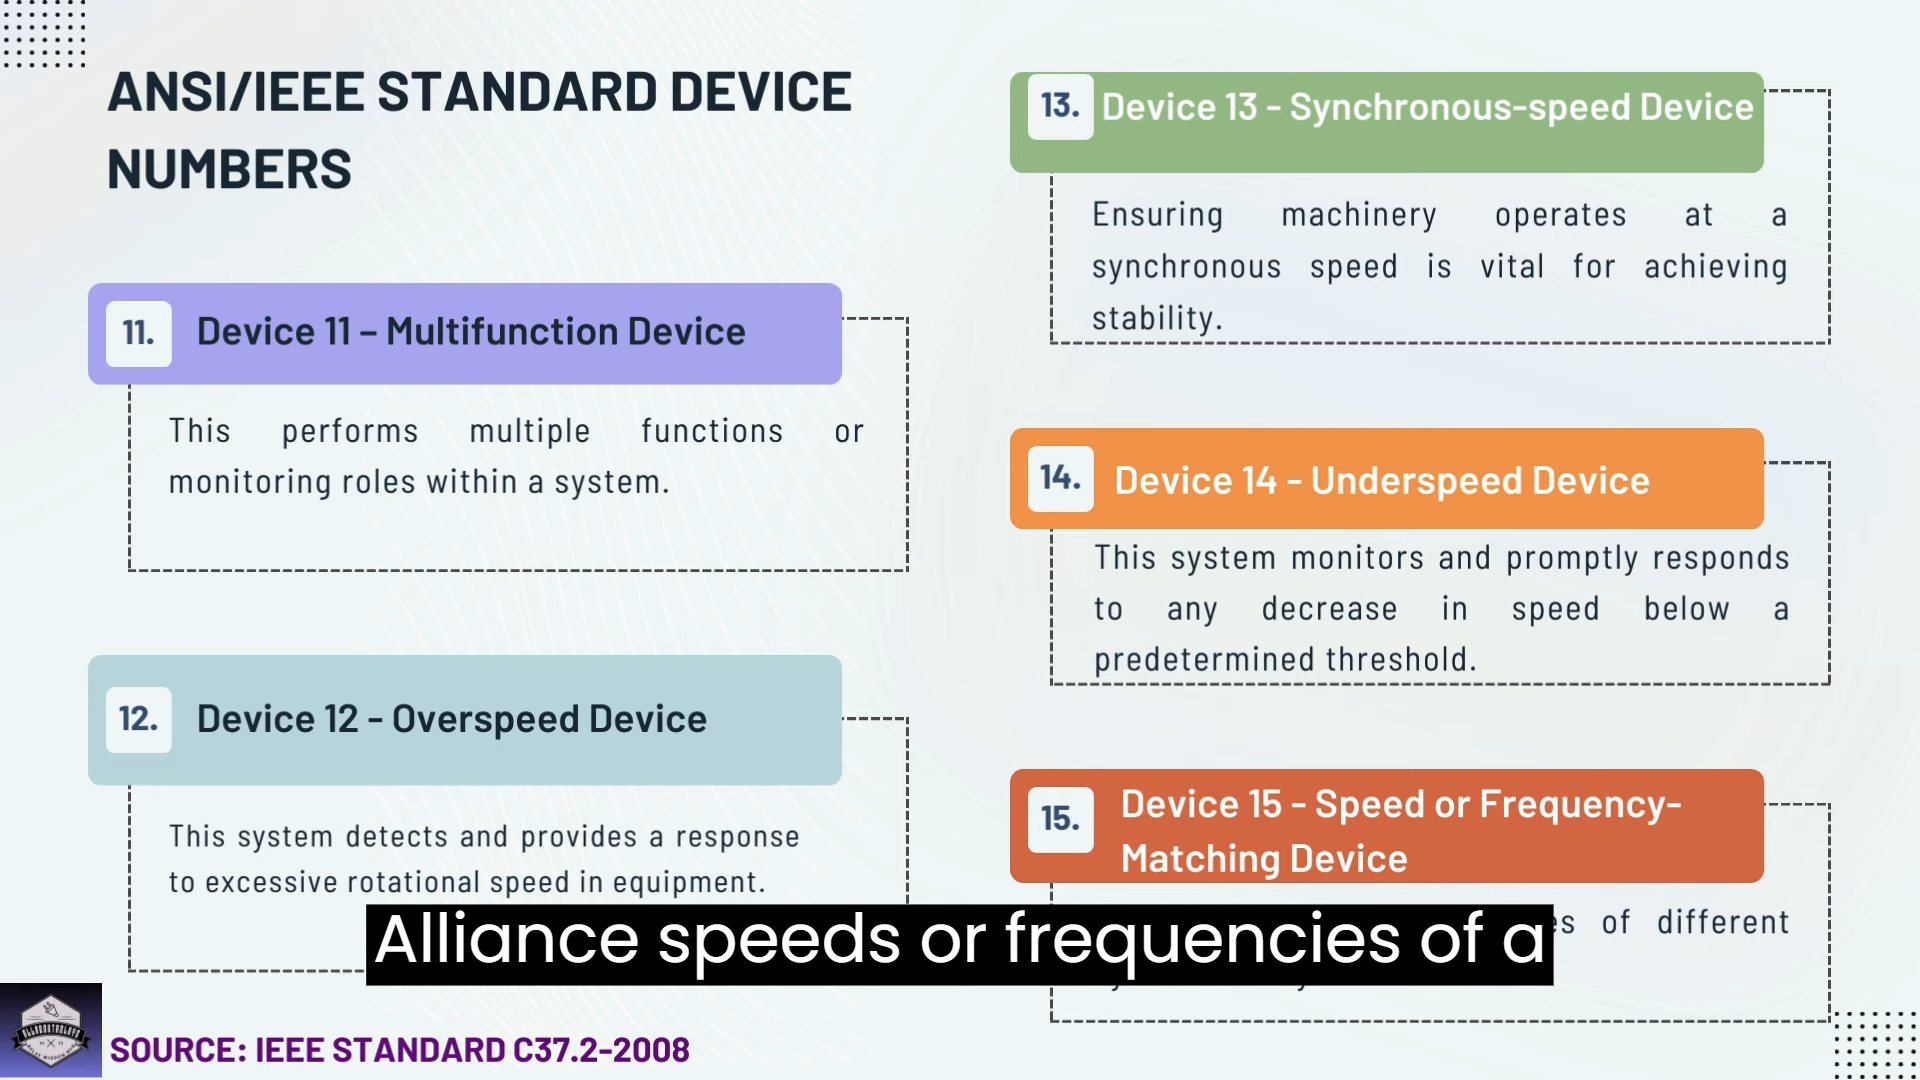 ANSI/IEEE STANDARD DEVICE
NUMBERS
11. Device 11 – Multifunction Device
This performs multiple functions or
monitoring roles within a system.
12. Device 12 - Overspeed Device
This system detects and provides a response
to excessive rotational speed in equipment.
13. Device 13 - Synchronous-speed Device
Ensuring machinery operates at a
synchronous speed is vital for achieving
stability.
14. Device 14 - Underspeed Device
This system monitors and promptly responds
to any decrease in speed below a
predetermined threshold.
15. Device 15 - Speed or Frequency-
Matching Device
of different
Alliance speeds or frequencies of a
SOURCE: IEEE STANDARD C37.2-2008